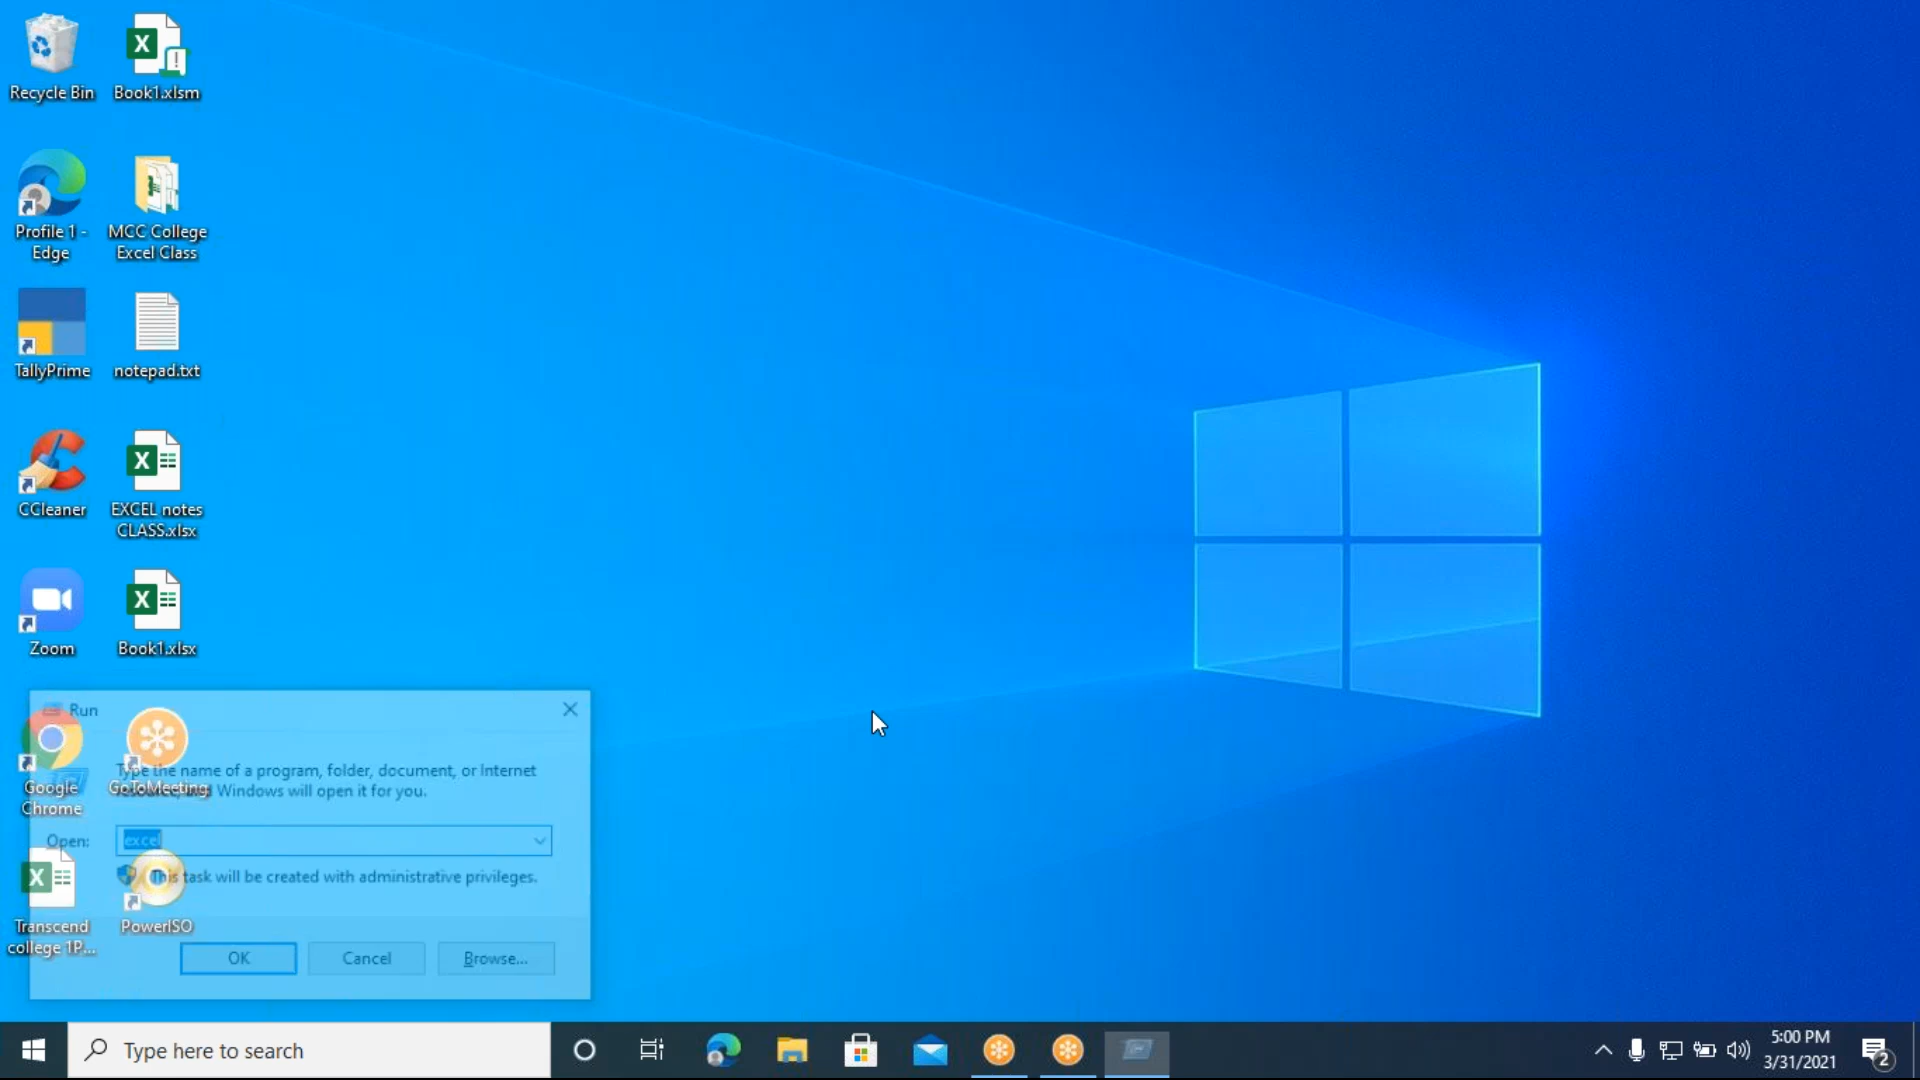 Recycle Bin
Book1.xlsm
Profile 1 -
Edge
MCC College
Excel Class
TallyPrime
notepad.txt
CCleaner
EXCEL notes
CLASS.xlsx
Zoom
Book1.xlsx
Run
Google
Chrome
GoToMeeting
Type the name of a program, folder, document, or Internet
resource, and Windows will open it for you.
Open:
excel
This task will be created with administrative privileges.
Transcend
college 1P...
PowerISO
OK
Cancel
Browse...
Type here to search
5:00 PM
3/31/2021
2